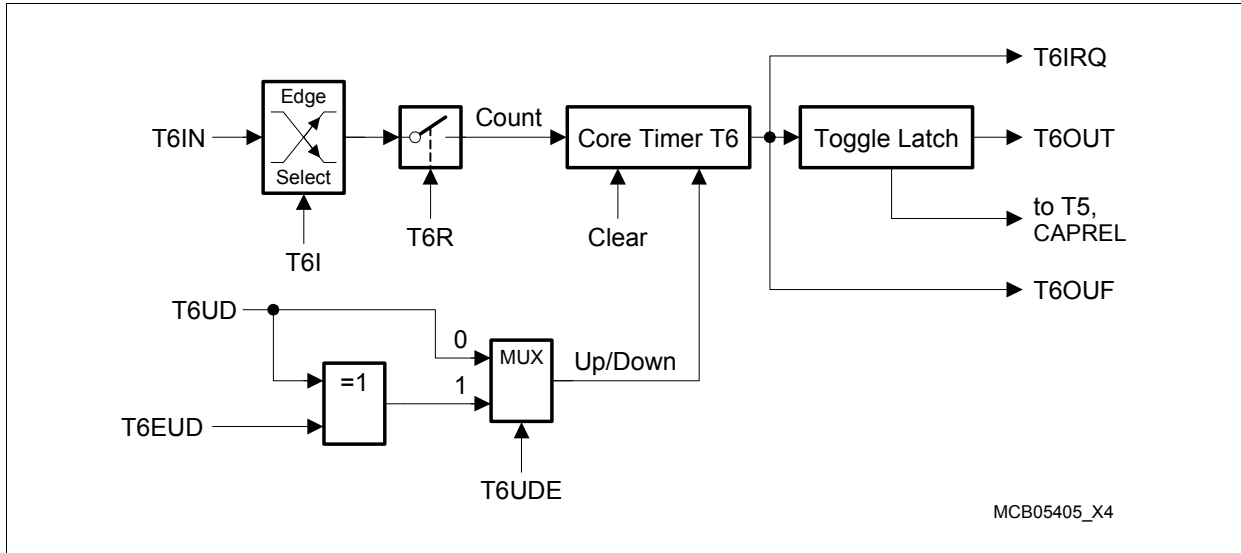 T6IRQ
Edge
Select
T6IN
Count
Core Timer T6
Toggle Latch
T6OUT
T6I
T6R
Clear
to T5,
CAPREL
T6UD
T6OUF
0
MUX
Up/Down
=1
1
T6EUD
T6UDE
MCB05405_X4